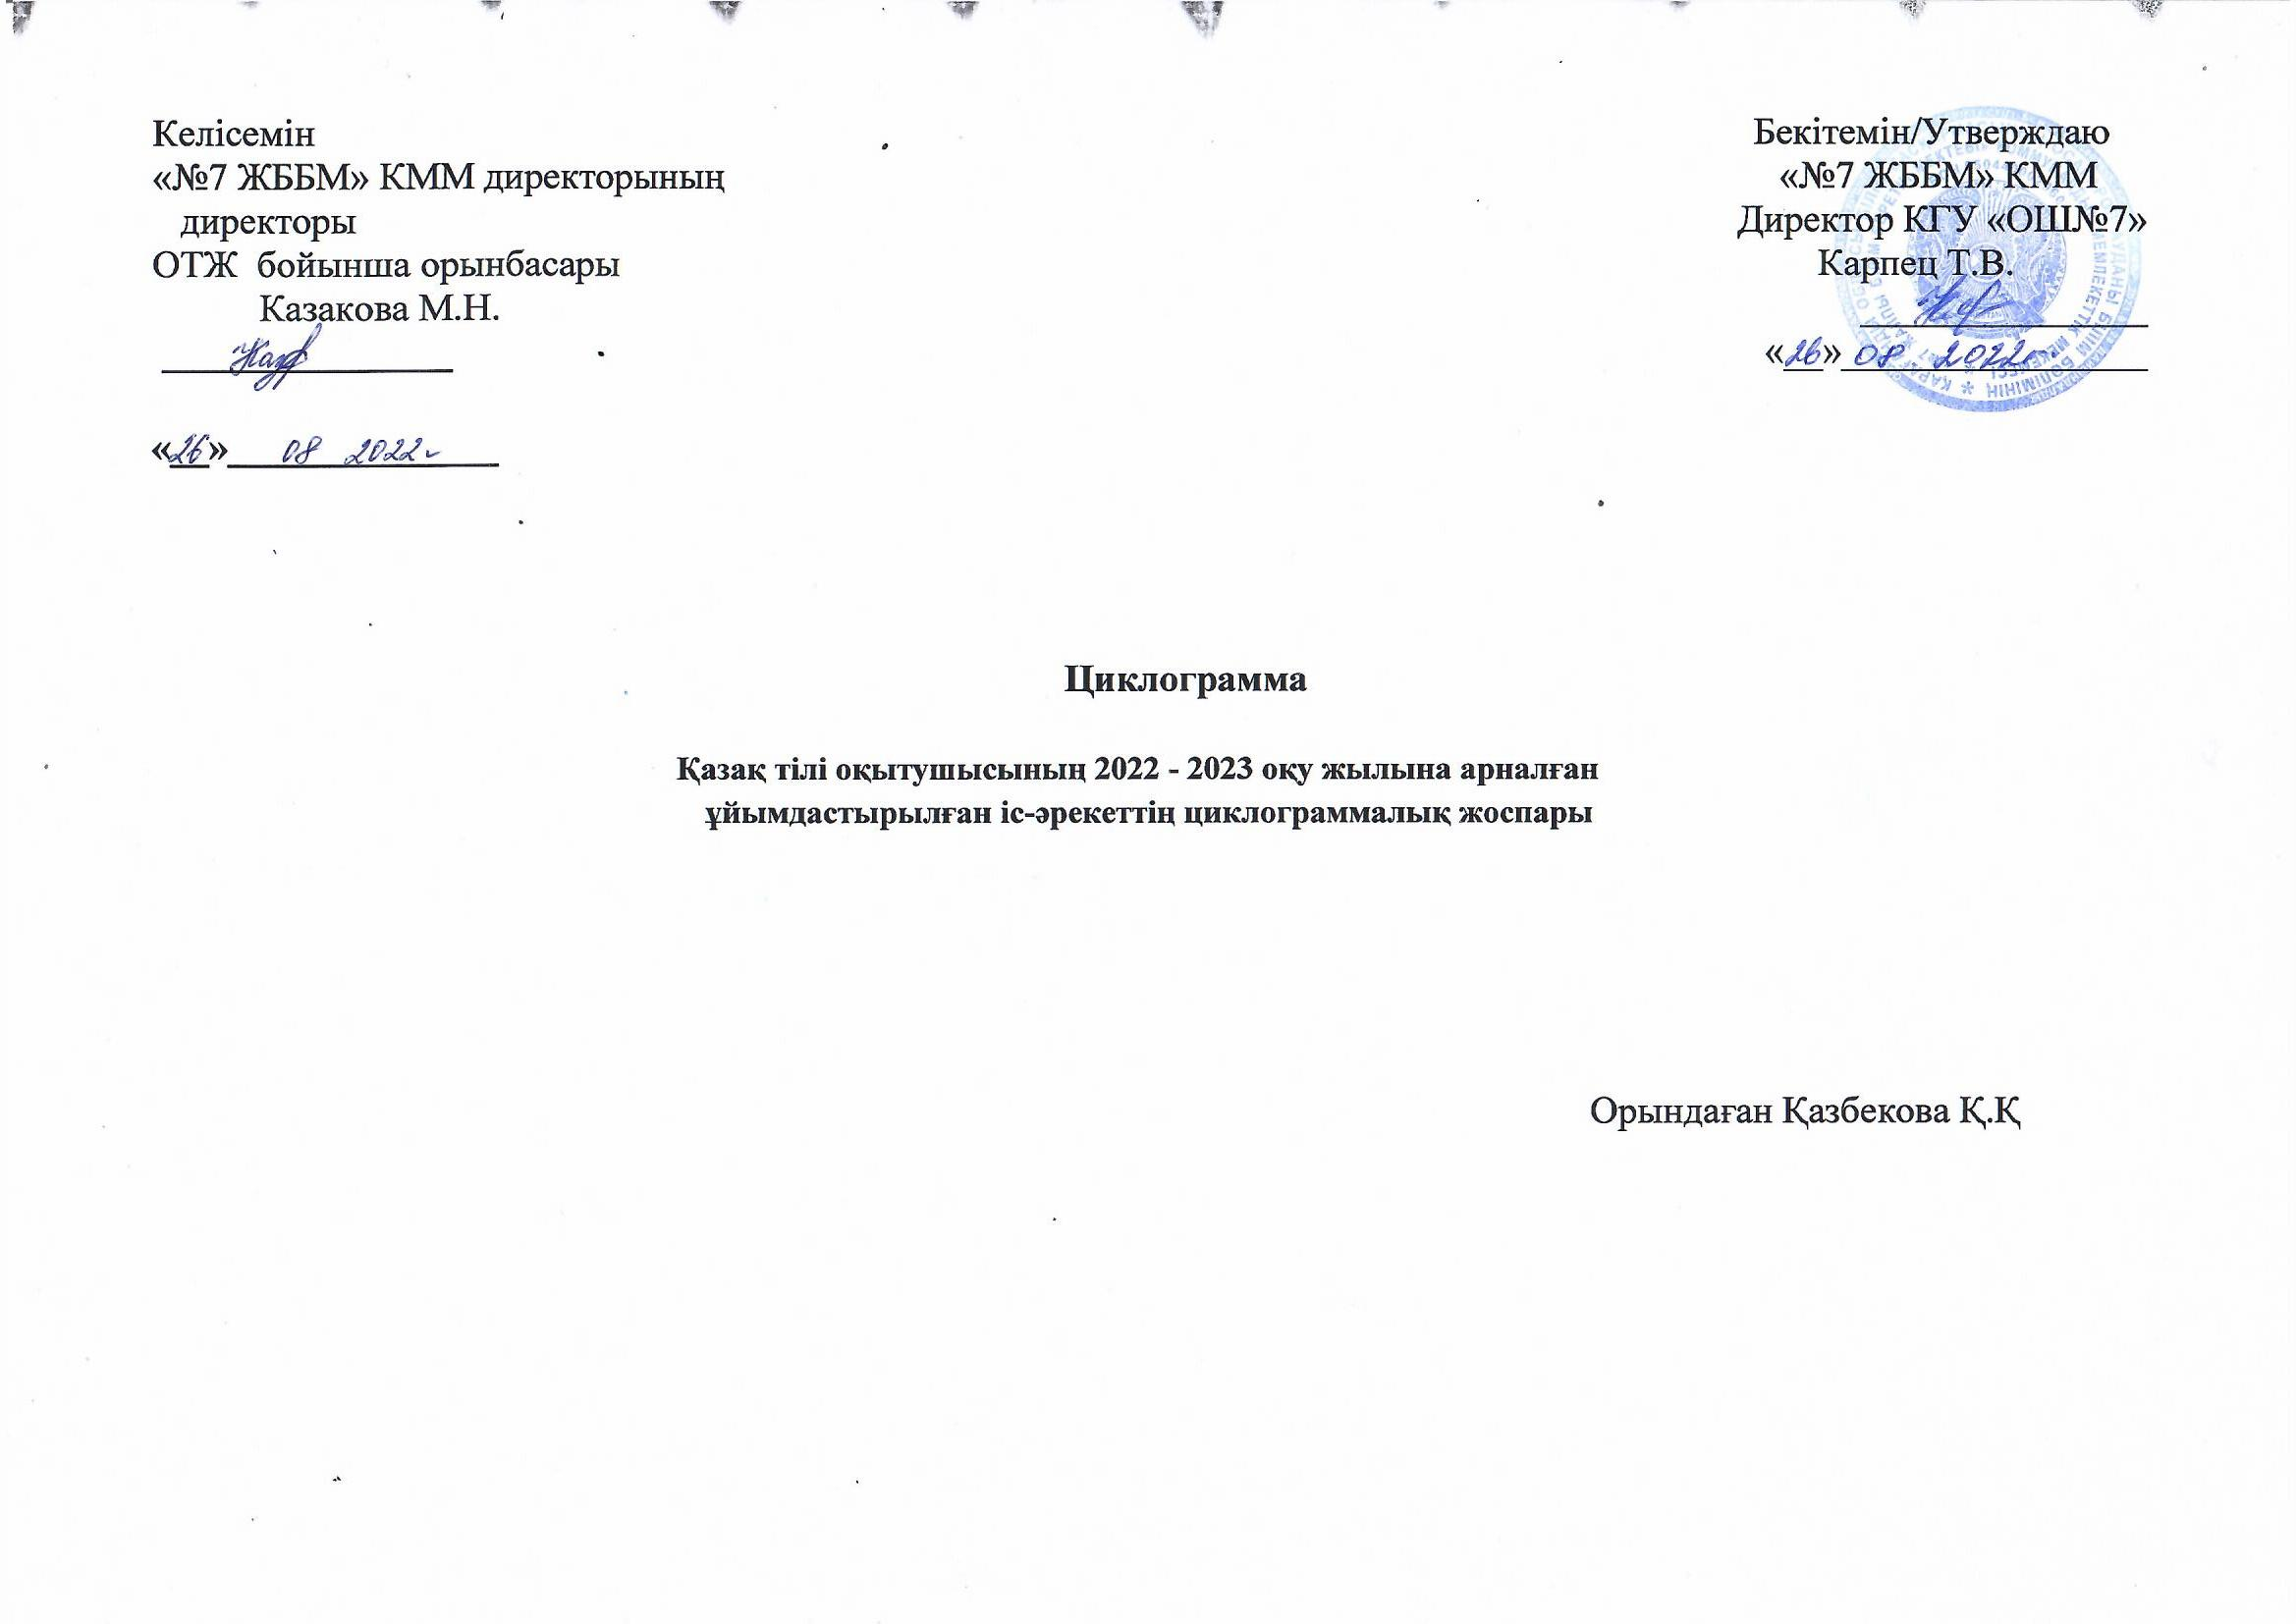 Келісемін
«№7 ЖББМ» КММ директорының
директоры
ОТЖ бойынша орынбасары
Казакова М.Н.
«26» 08 2022г
Бекітемін/Утверждаю
«№7 ЖББМ» КММ
Директор КГУ «ОШ№7»
Карпец Т.В.
«26» 08 2022г.
Циклограмма
Қазақ тілі оқытушысының 2022 - 2023 оқу жылына арналған
ұйымдастырылған іс-әрекеттің циклограммалық жоспары
Орындаған Қазбекова Қ.Қ